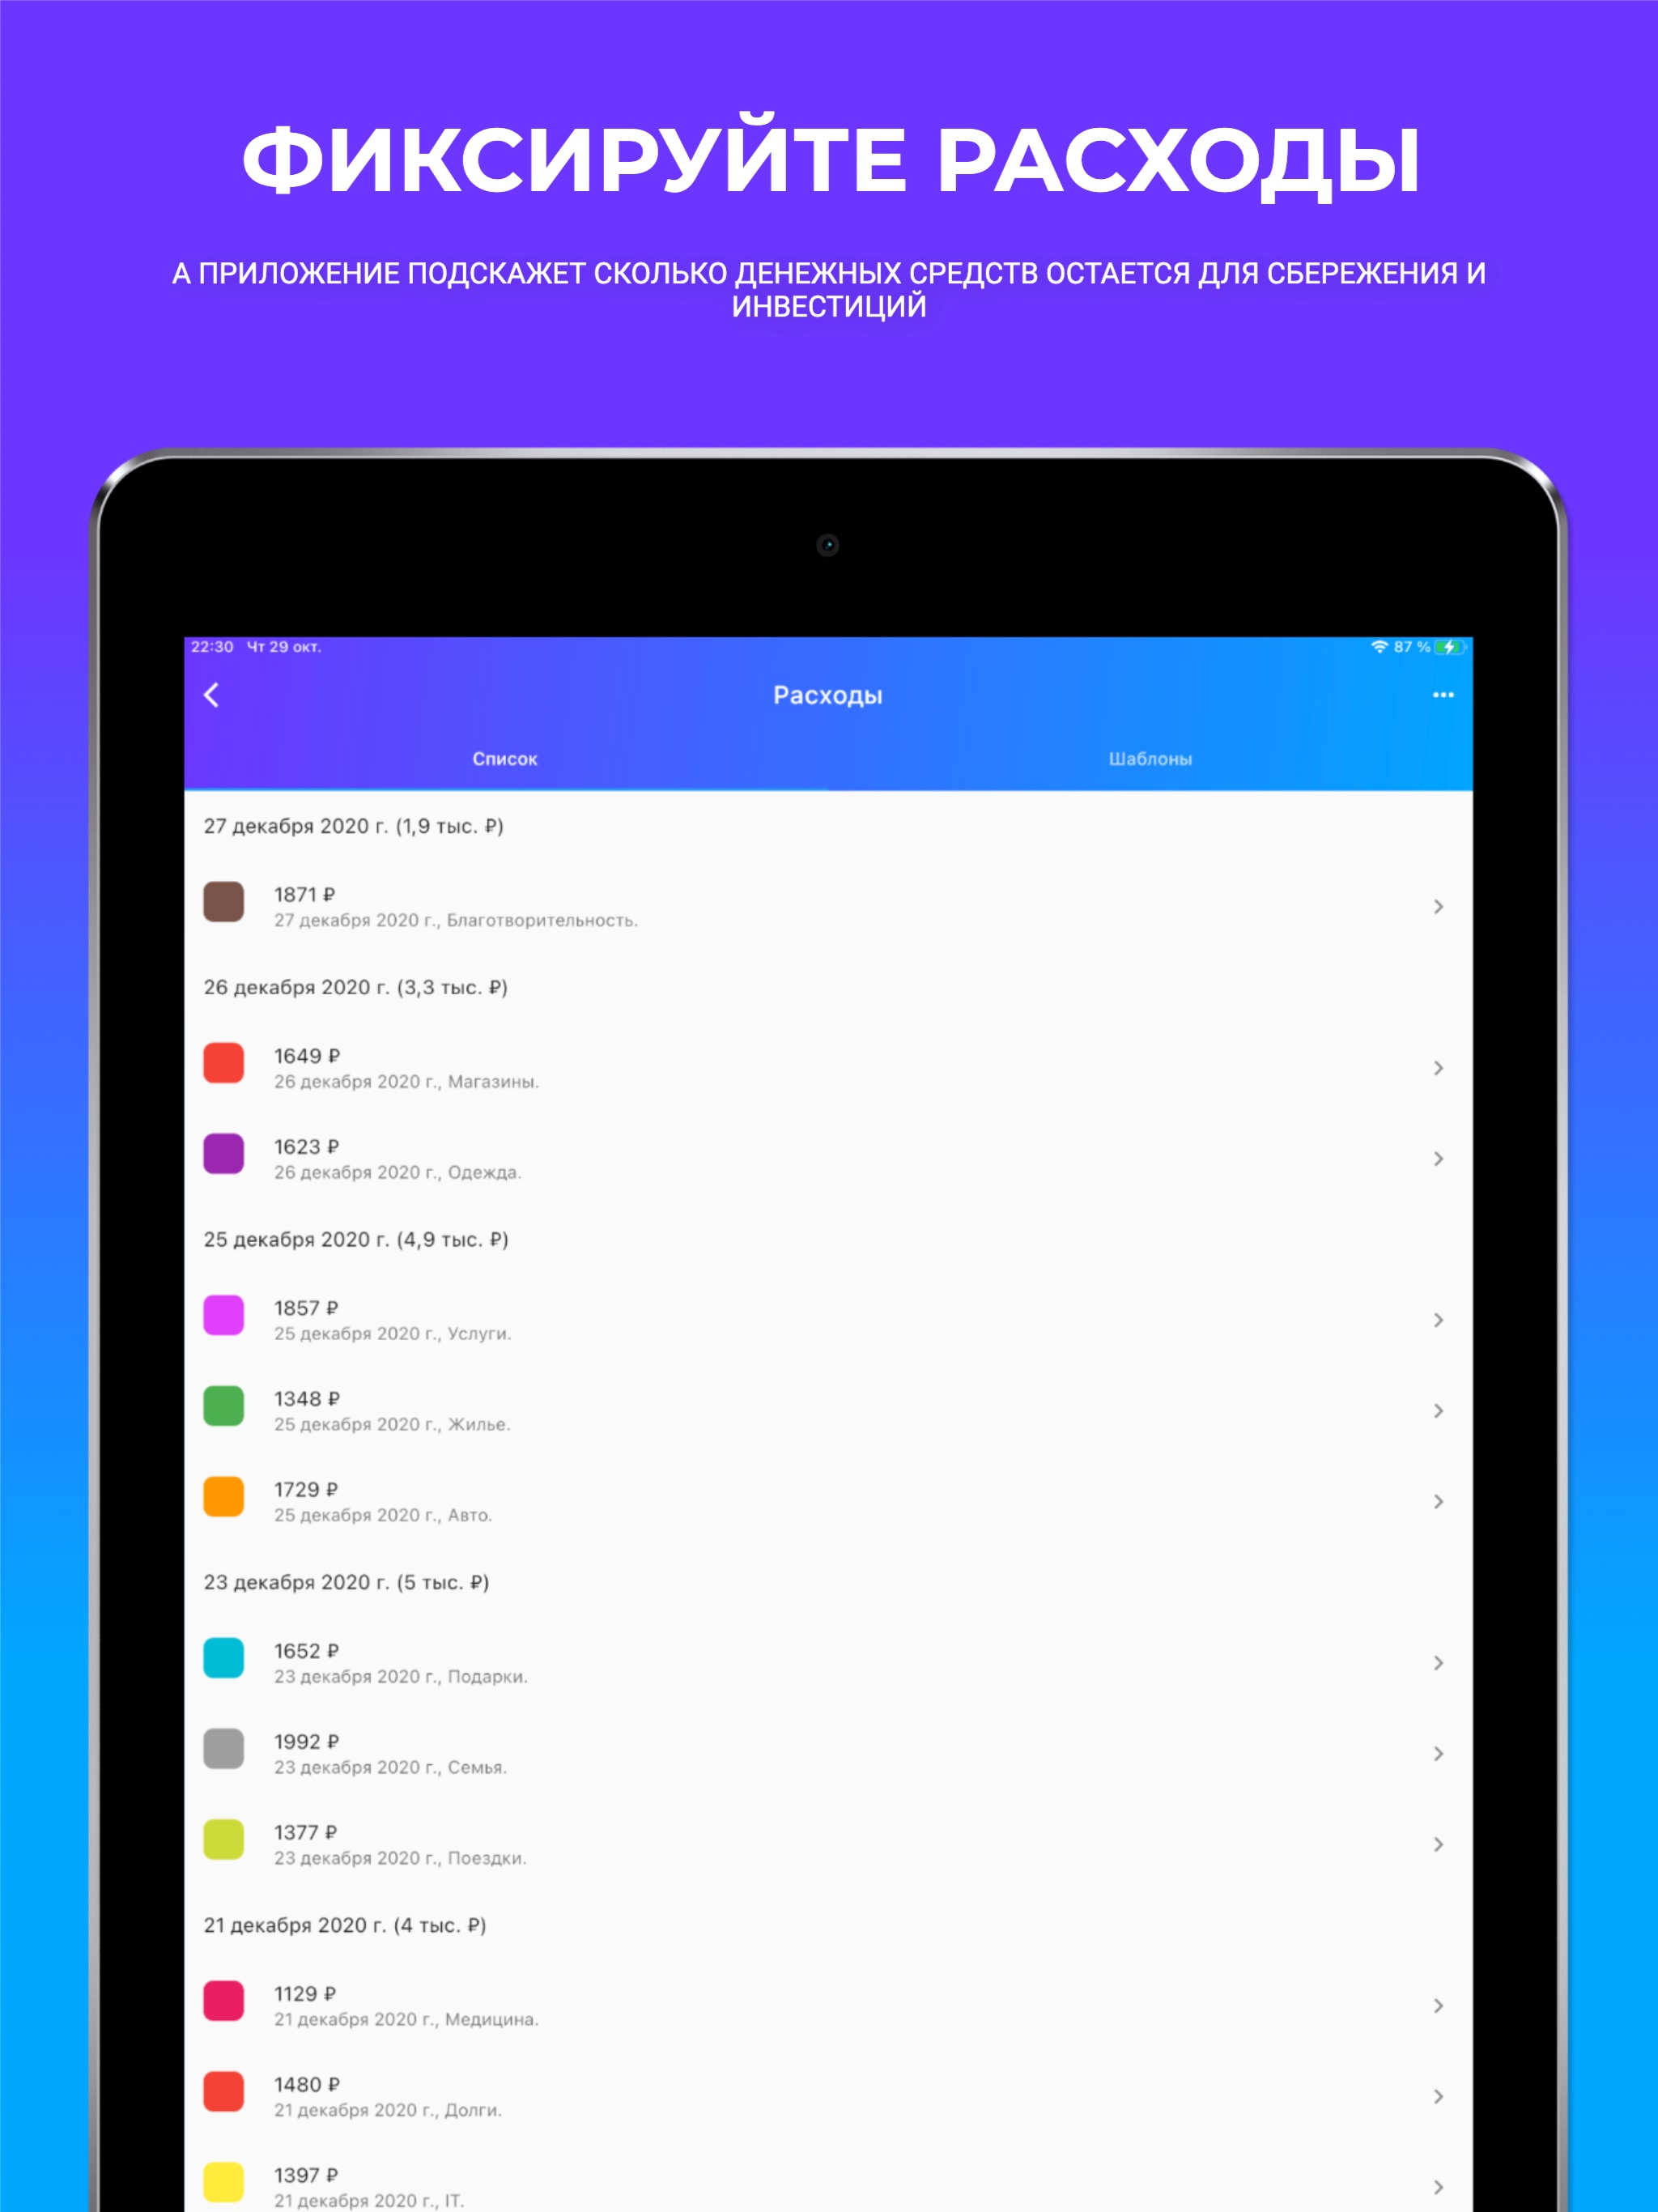 ФИКСИРУЙТЕ РАСХОДЫ
А ПРИЛОЖЕНИЕ ПОДСКАЖЕТ СКОЛЬКО ДЕНЕЖНЫХ СРЕДСТВ ОСТАЕТСЯ ДЛЯ СБЕРЕЖЕНИЯ И
ИНВЕСТИЦИЙ
22:30 Чт 29 окт. 87 %
Расходы
Список Шаблоны
27 декабря 2020 г. (1,9 тыс. ₽)
1871 ₽
27 декабря 2020 г., Благотворительность.
26 декабря 2020 г. (3,3 тыс. ₽)
1649 ₽
26 декабря 2020 г., Магазины.
1623 ₽
26 декабря 2020 г., Одежда.
25 декабря 2020 г. (4,9 тыс. ₽)
1857 ₽
25 декабря 2020 г., Услуги.
1348 ₽
25 декабря 2020 г., Жилье.
1729 ₽
25 декабря 2020 г., Авто.
23 декабря 2020 г. (5 тыс. ₽)
1652 ₽
23 декабря 2020 г., Подарки.
1992 ₽
23 декабря 2020 г., Семья.
1377 ₽
23 декабря 2020 г., Поездки.
21 декабря 2020 г. (4 тыс. ₽)
1129 ₽
21 декабря 2020 г., Медицина.
1480 ₽
21 декабря 2020 г., Долги.
1397 ₽
21 декабря 2020 г., IT.